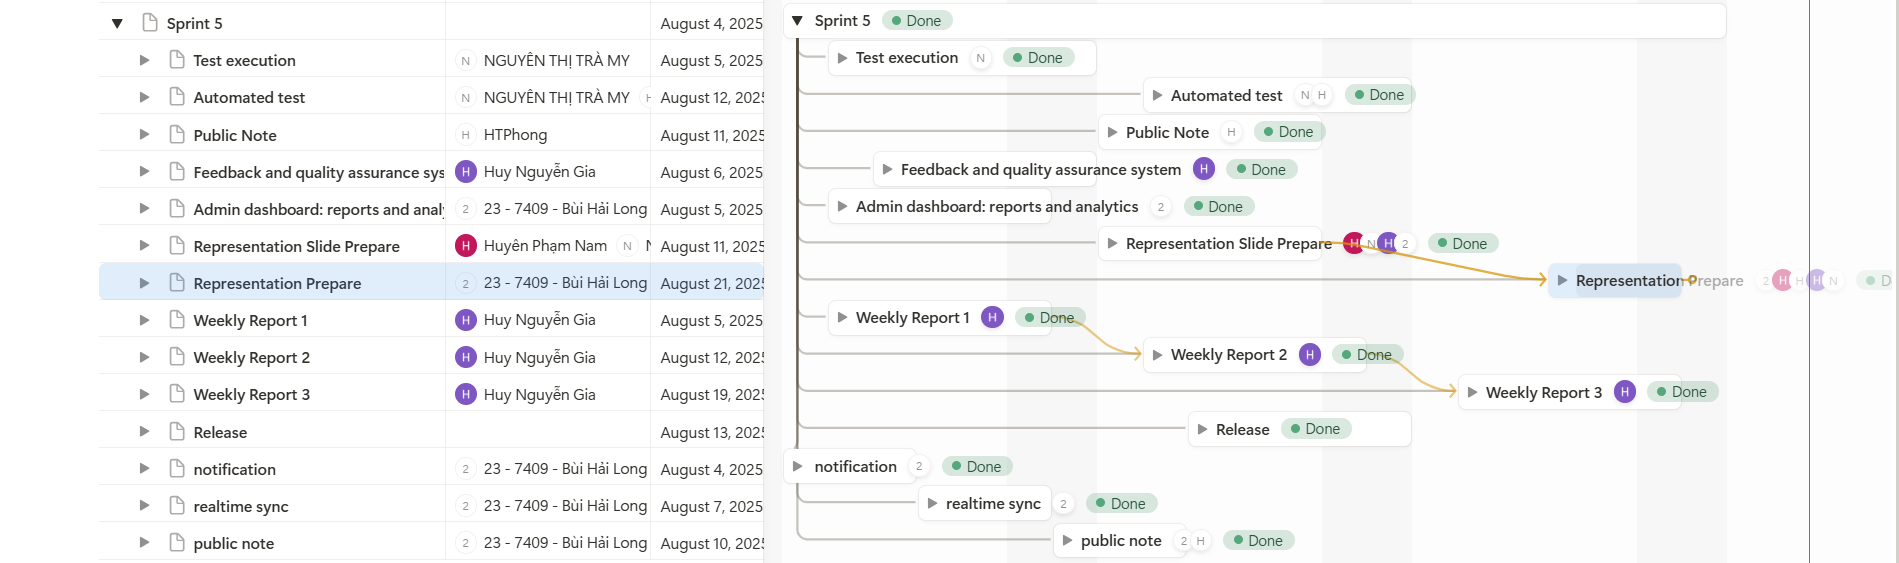 Sprint 5 August 4, 2025 Sprint 5 Done
Test execution N NGUYÊN THỊ TRÀ MY August 5, 2025 Test execution N Done
Automated test N NGUYÊN THỊ TRÀ MY H August 12, 2025 Automated test N H Done
Public Note H HTPhong August 11, 2025 Public Note H Done
Feedback and quality assurance sys H Huy Nguyễn Gia August 6, 2025 Feedback and quality assurance system H Done
Admin dashboard: reports and analy 2 23 - 7409 - Bùi Hải Long August 5, 2025 Admin dashboard: reports and analytics 2 Done
Representation Slide Prepare H Huyên Phạm Nam N August 11, 2025 Representation Slide Prepare H N H 2 Done
Representation Prepare 2 23 - 7409 - Bùi Hải Long August 21, 2025 Representation Prepare 2 H H H N D
Weekly Report 1 H Huy Nguyễn Gia August 5, 2025 Weekly Report 1 H Done
Weekly Report 2 H Huy Nguyễn Gia August 12, 2025 Weekly Report 2 H Done
Weekly Report 3 H Huy Nguyễn Gia August 19, 2025 Weekly Report 3 H Done
Release August 13, 2025 Release Done
notification 2 23 - 7409 - Bùi Hải Long August 4, 2025 notification 2 Done
realtime sync 2 23 - 7409 - Bùi Hải Long August 7, 2025 realtime sync 2 Done
public note 2 23 - 7409 - Bùi Hải Long August 10, 2025 public note 2 H Done